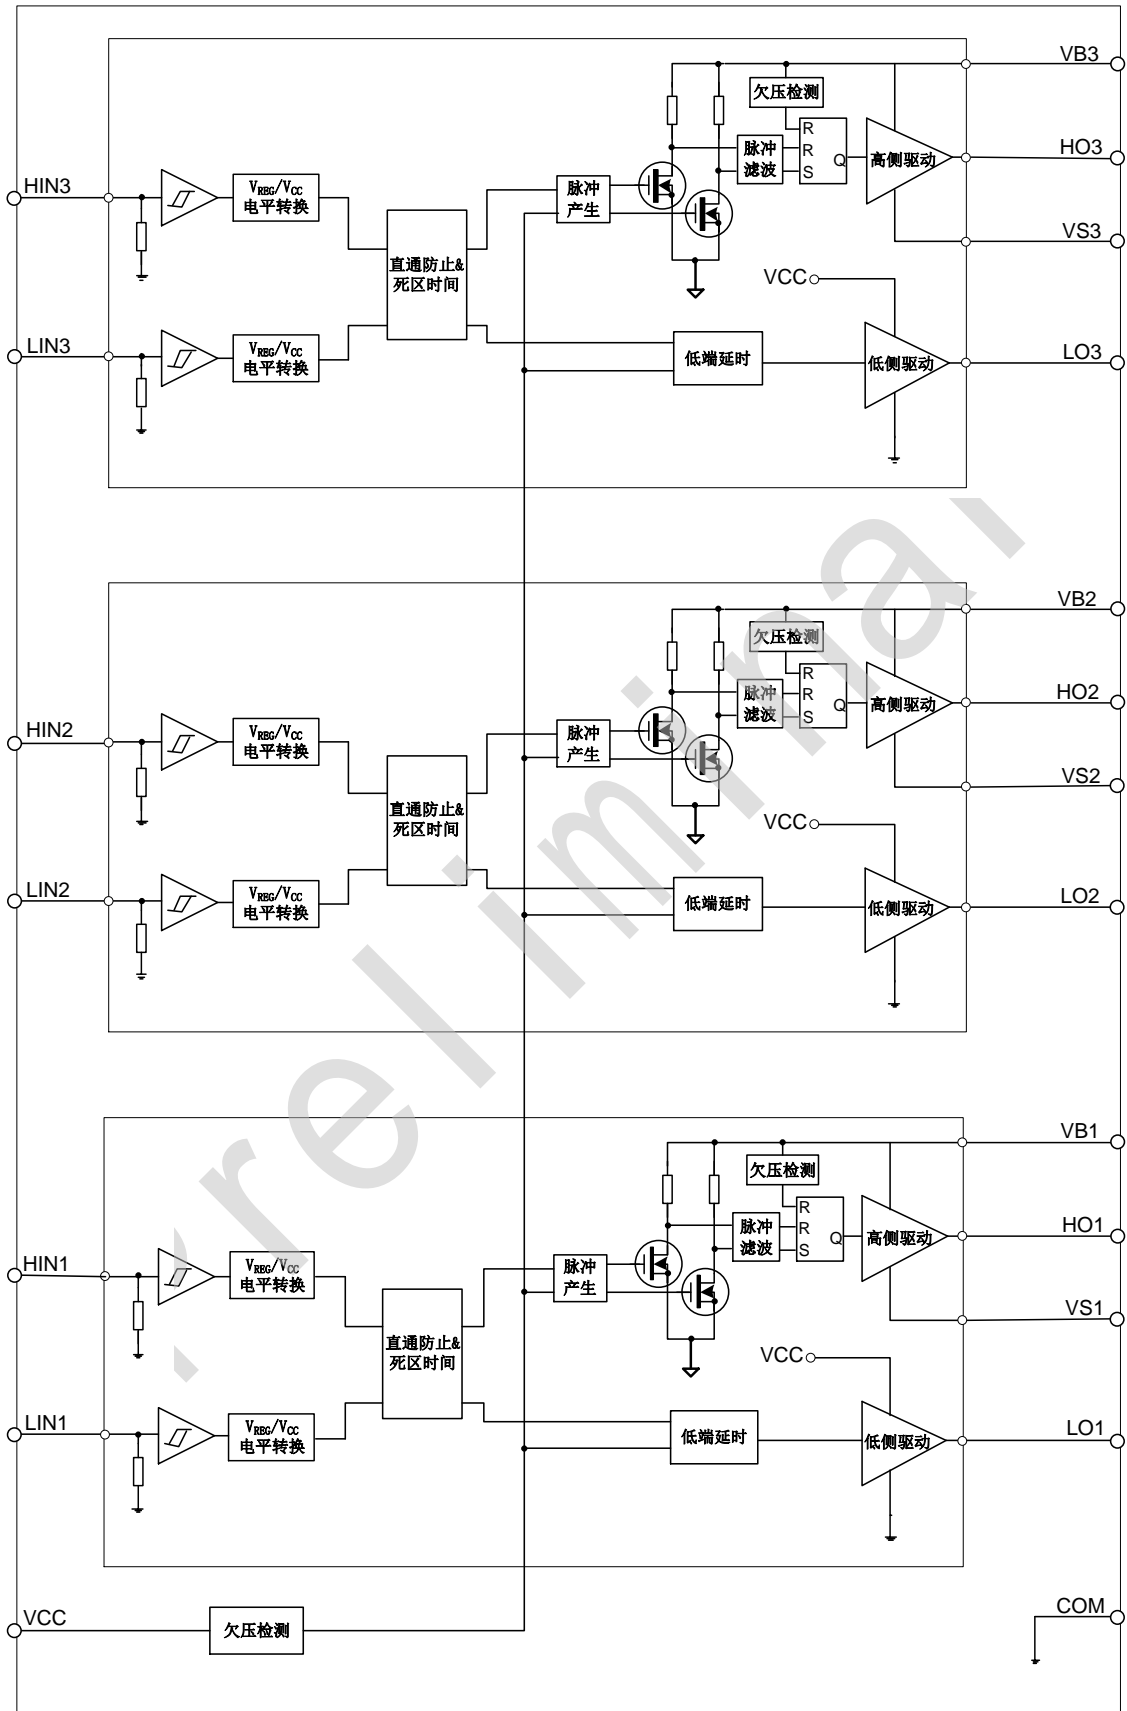 VB3
欠压检测
R
HO3
脉冲
滤波
R
S
Q
高侧驱动
HIN3
VREG/VCC
电平转换
脉冲
产生
VS3
直通防止&
死区时间
VCC
LIN3
VREG/VCC
电平转换
低端延时
低侧驱动
LO3
VB2
欠压检测
R
HO2
脉冲
滤波
R
S
Q
高侧驱动
HIN2
VREG/VCC
电平转换
脉冲
产生
VS2
直通防止&
死区时间
VCC
LIN2
VREG/VCC
电平转换
低端延时
低侧驱动
LO2
VB1
欠压检测
R
HO1
脉冲
滤波
R
S
Q
高侧驱动
HIN1
VREG/VCC
电平转换
脉冲
产生
VS1
直通防止&
死区时间
VCC
LIN1
VREG/VCC
电平转换
低端延时
低侧驱动
LO1
VCC
欠压检测
COM